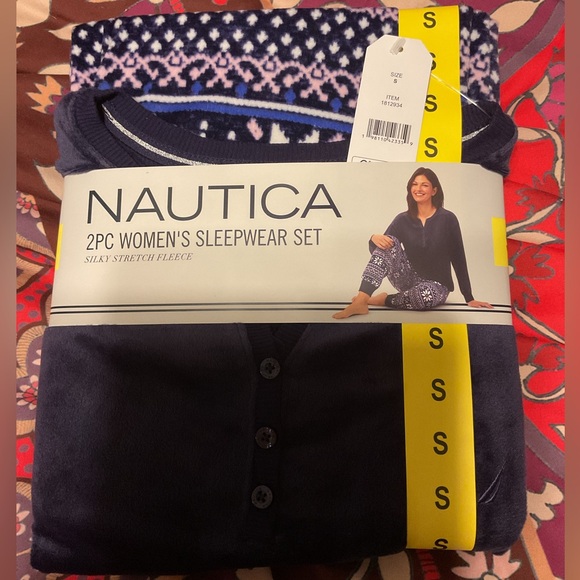 S
S
S
S
SIZE
S
ITEM
1612934
NAUTICA
2PC WOMEN'S SLEEPWEAR SET
SILKY STRETCH FLEECE
S
S
S
S
S